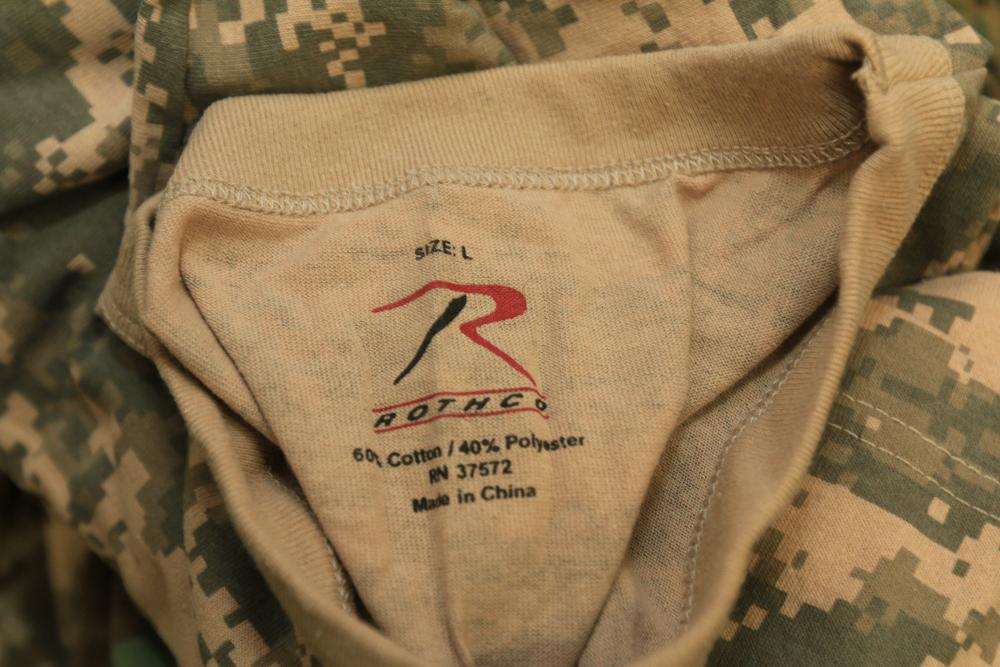 SIZE: L
ROTHCO
60% Cotton / 40% Polyester
RN 37572
Made in China